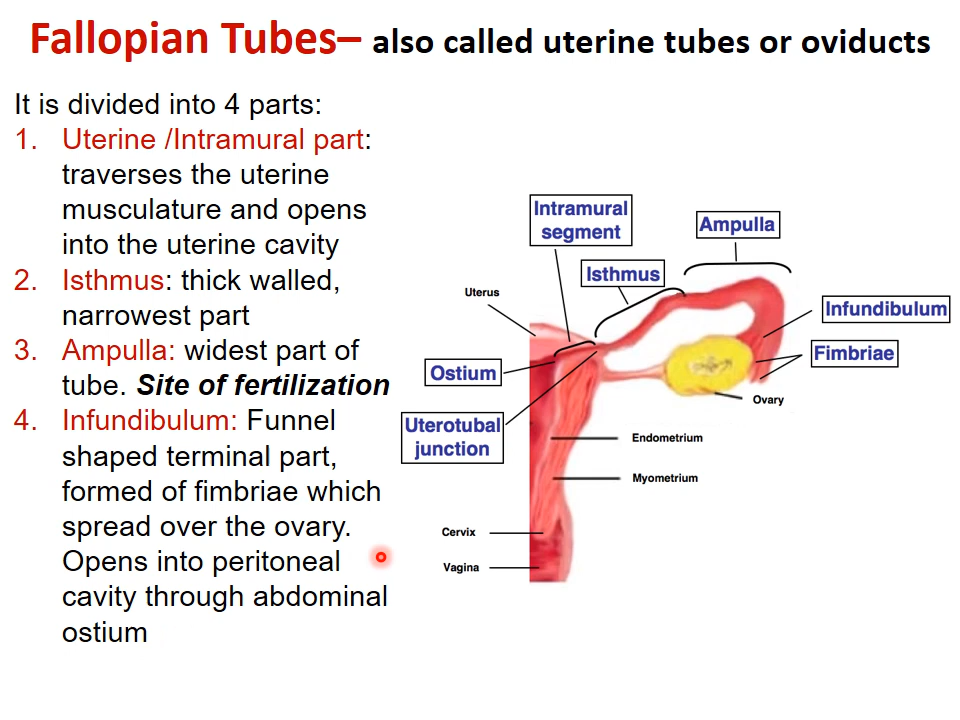 Fallopian Tubes– also called uterine tubes or oviducts
It is divided into 4 parts:
1. Uterine /Intramural part:
traverses the uterine
musculature and opens
into the uterine cavity
2. Isthmus: thick walled,
narrowest part
3. Ampulla: widest part of
tube. Site of fertilization
4. Infundibulum: Funnel
shaped terminal part,
formed of fimbriae which
spread over the ovary.
Opens into peritoneal
cavity through abdominal
ostium
Intramural
segment
Ampulla
Isthmus
Uterus
Infundibulum
Fimbriae
Ostium
Ovary
Uterotubal
junction
Endometrium
Myometrium
Cervix
Vagina